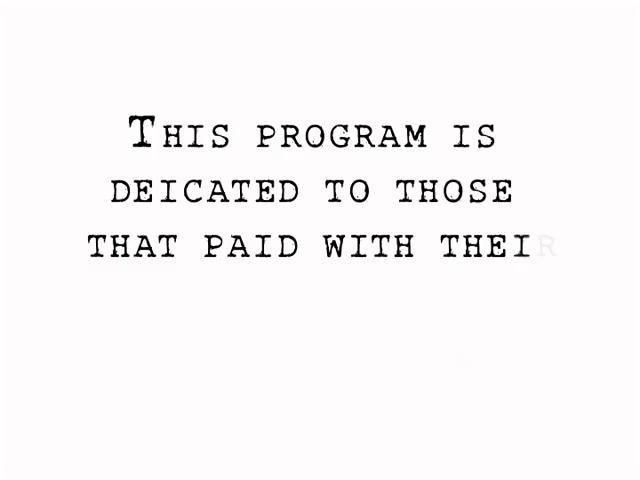 THIS PROGRAM IS
DEICATED TO THOSE
THAT PAID WITH THEIR